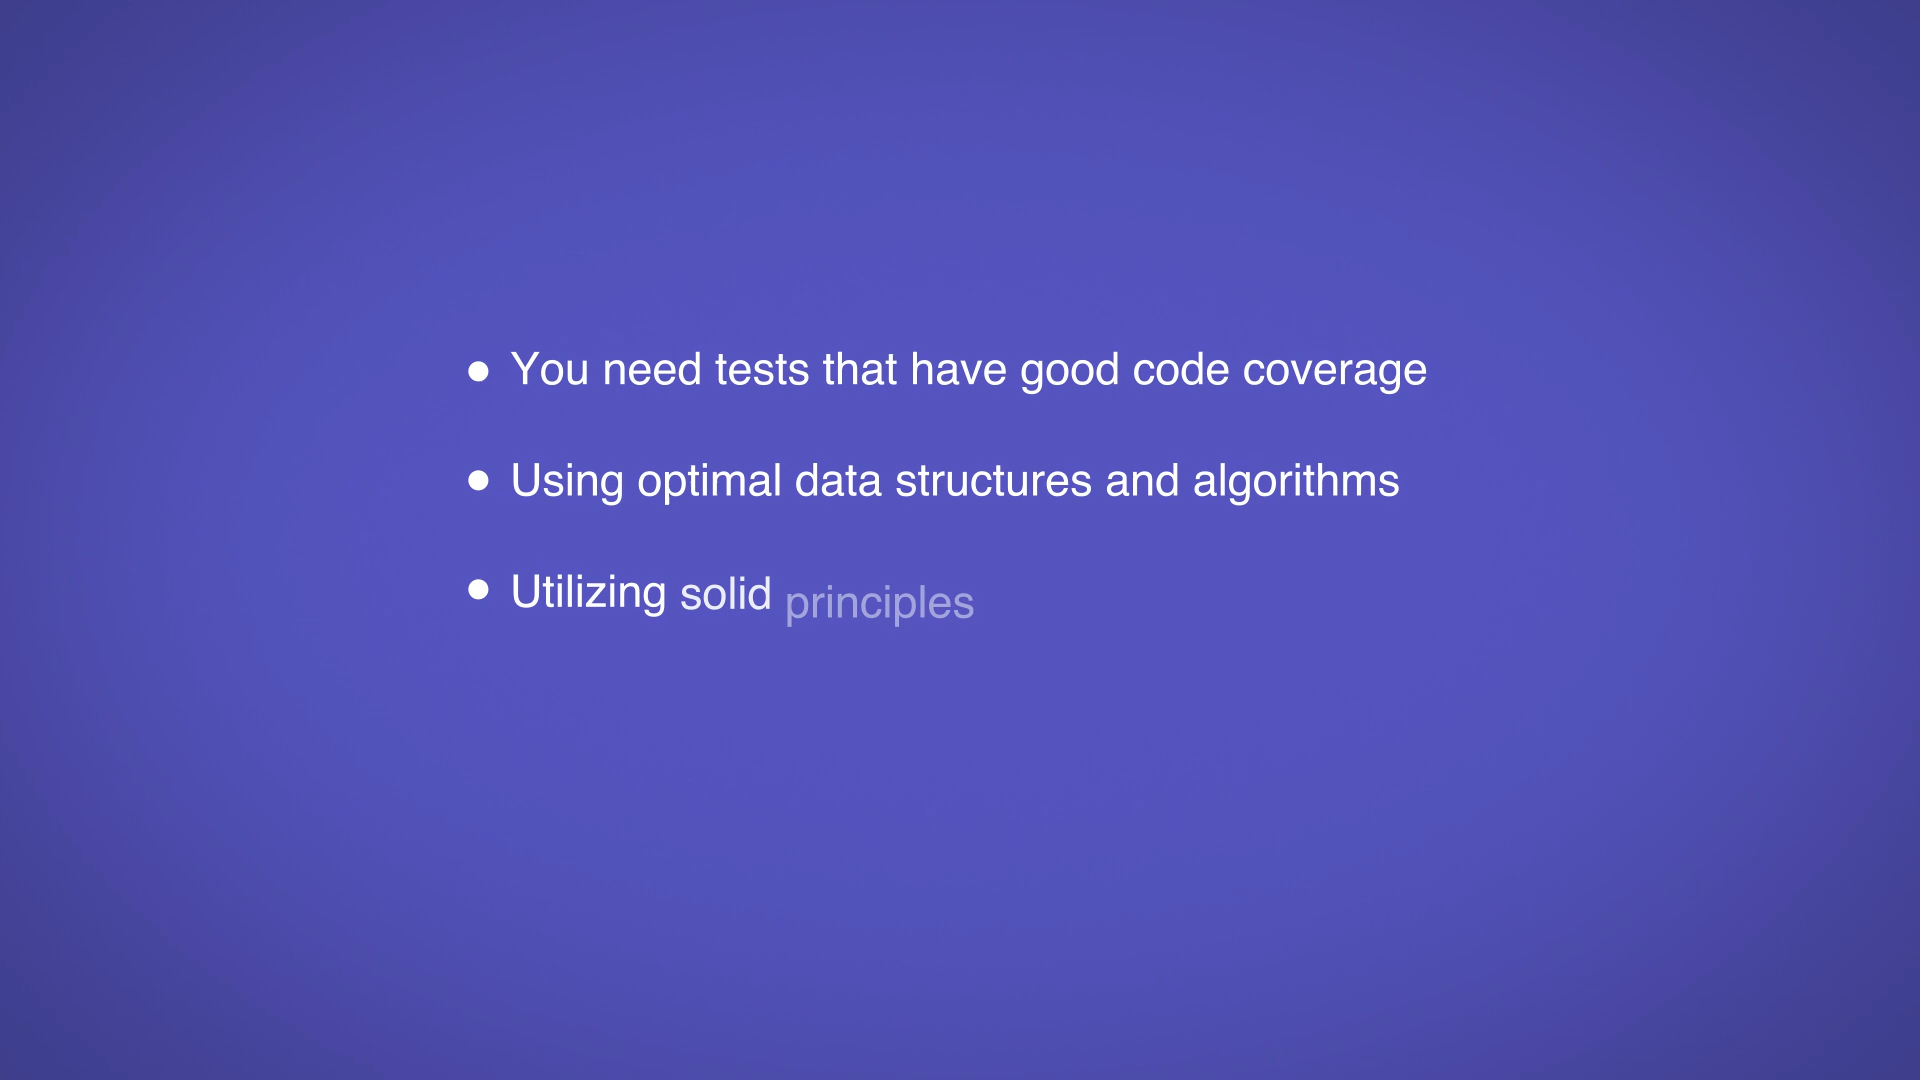 • You need tests that have good code coverage
• Using optimal data structures and algorithms
• Utilizing solid principles